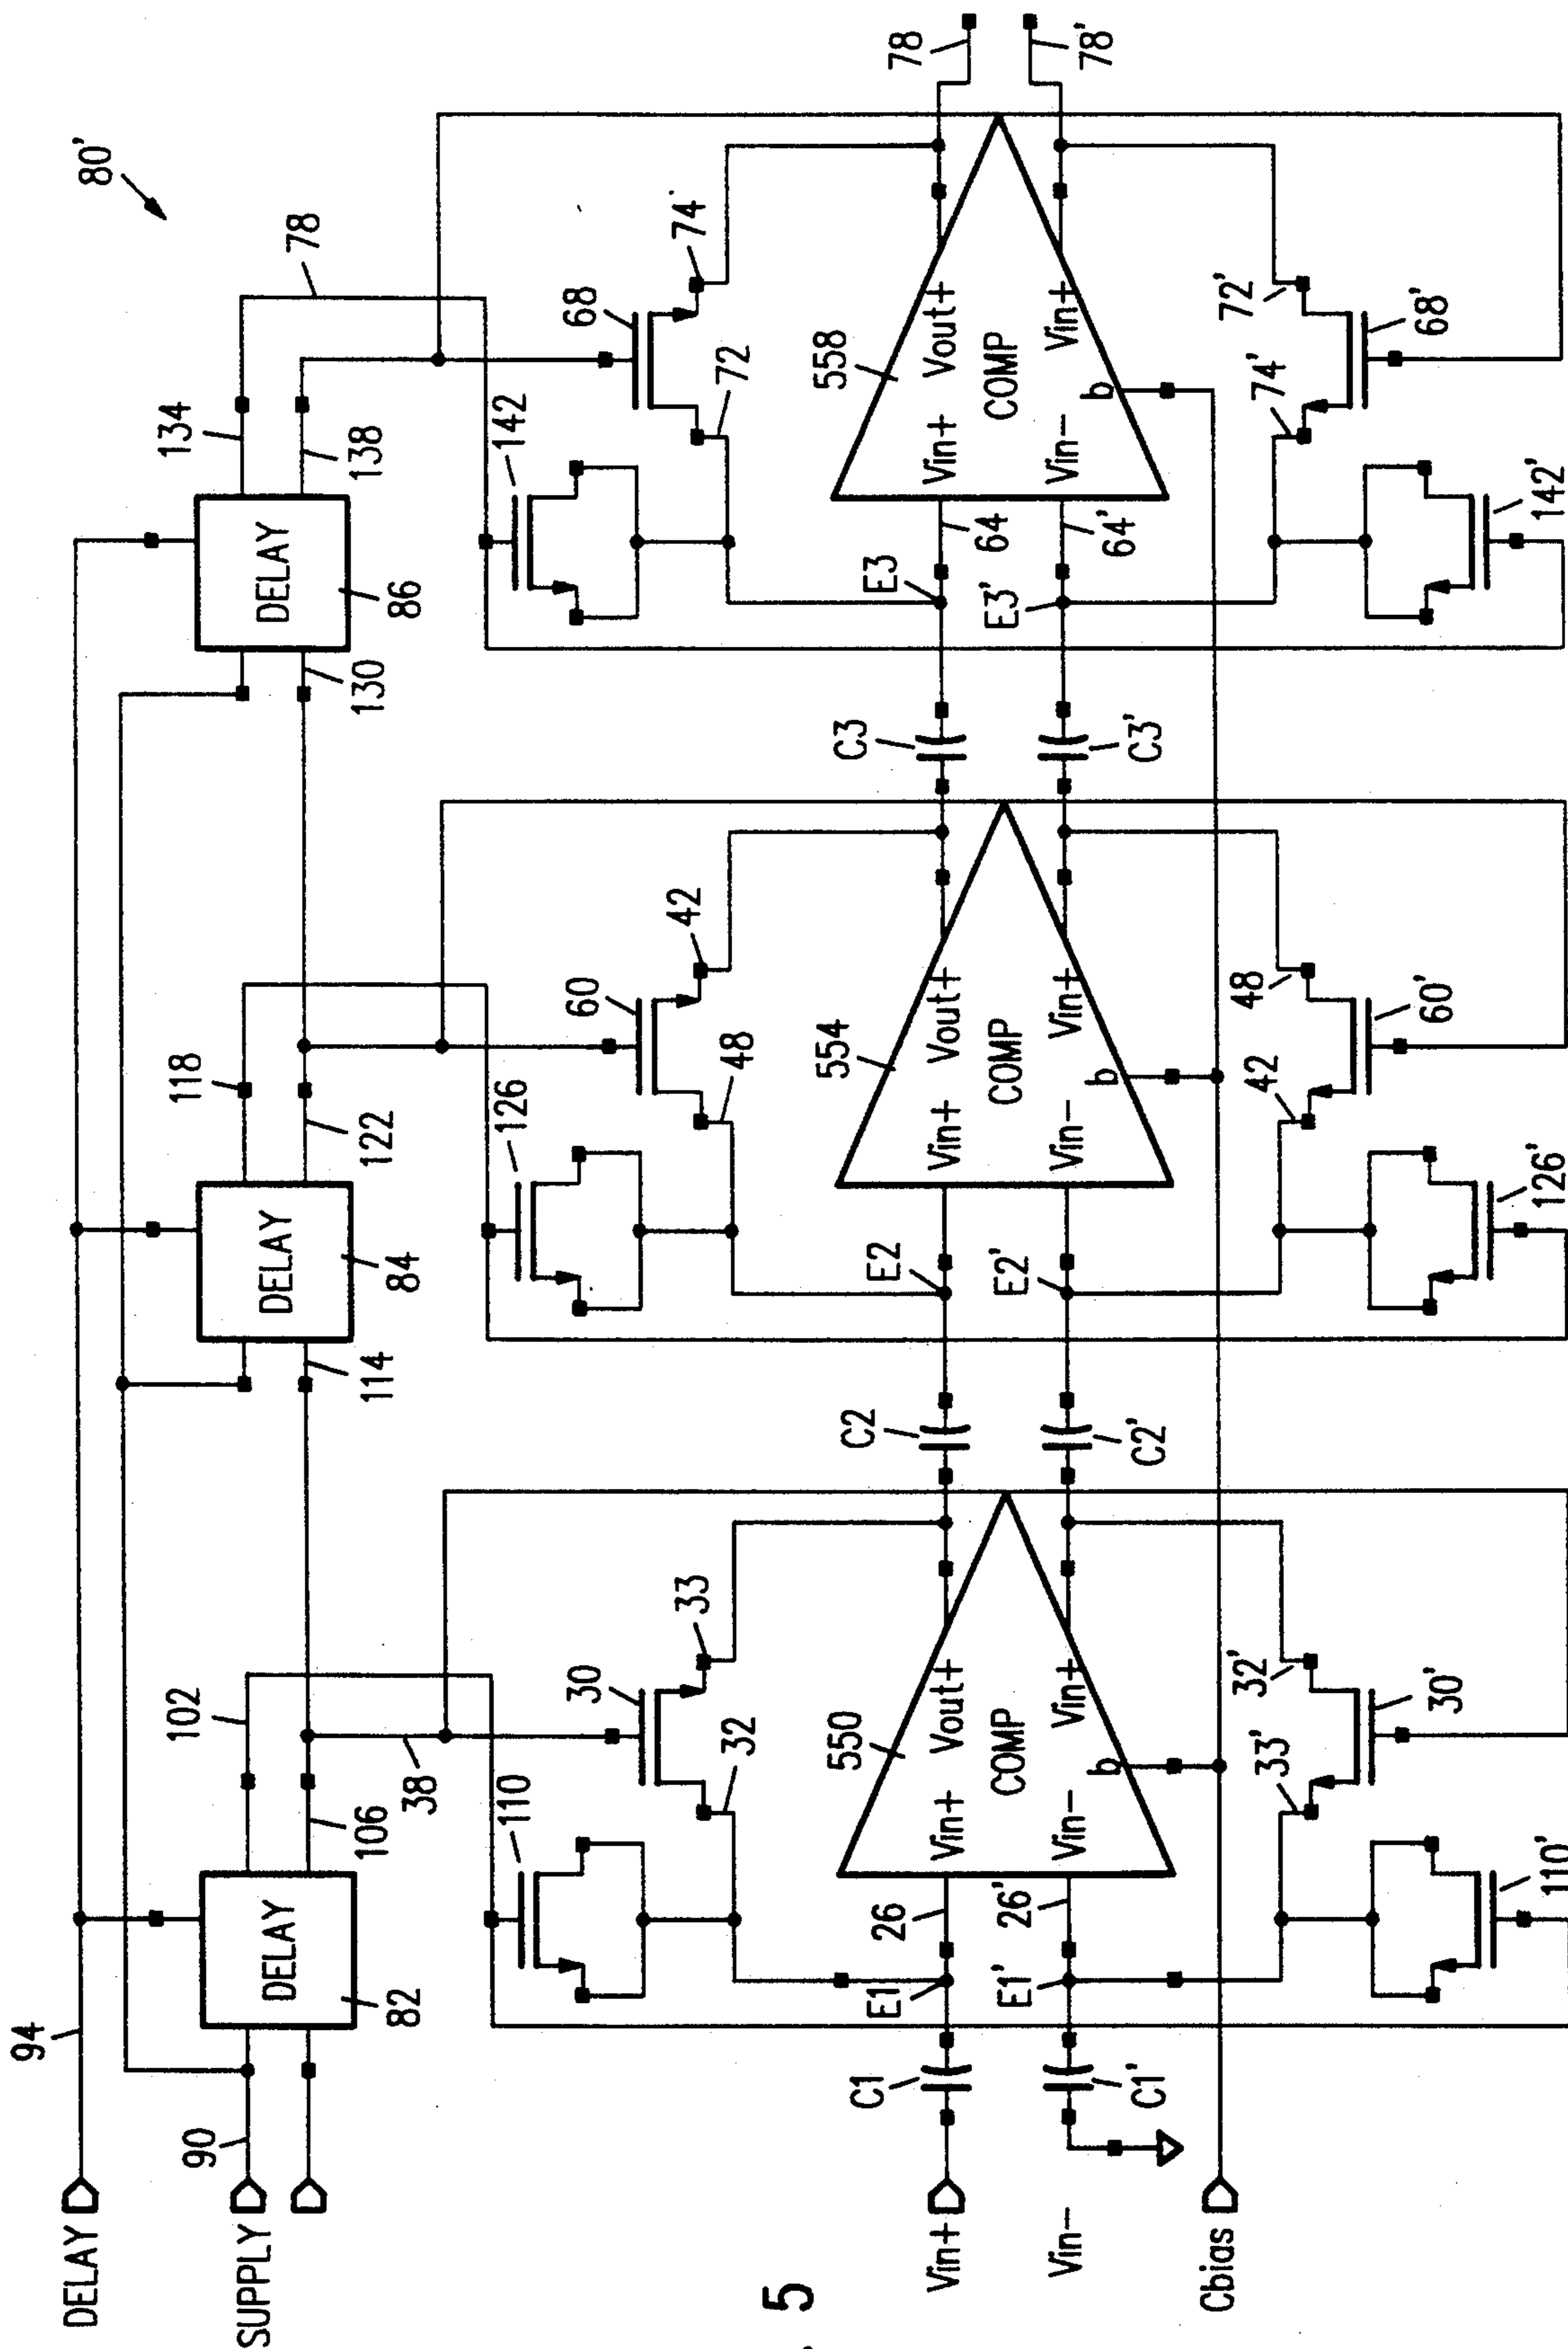 80'
94
DELAY
90
SUPPLY
DELAY
82
102
106
38
114
DELAY
84
118
122
130
DELAY
86
134
138
78
110
30
32
33
126
60
48
42
142
68
72
74'
550
Vin+
Vout+
COMP
Vin-
Vin+
b
554
Vin+
Vout+
COMP
Vin-
Vin+
b
558
Vin+
Vout+
COMP
Vin-
Vin+
b
78
78'
Vin+
C1
E1
26
C2
E2
C3
E3
64
Vin-
C1'
E1'
26'
C2'
E2'
C3'
E3'
64'
Cbias
33'
32'
30'
110'
42
48
60'
126'
74'
72'
68'
142'
5